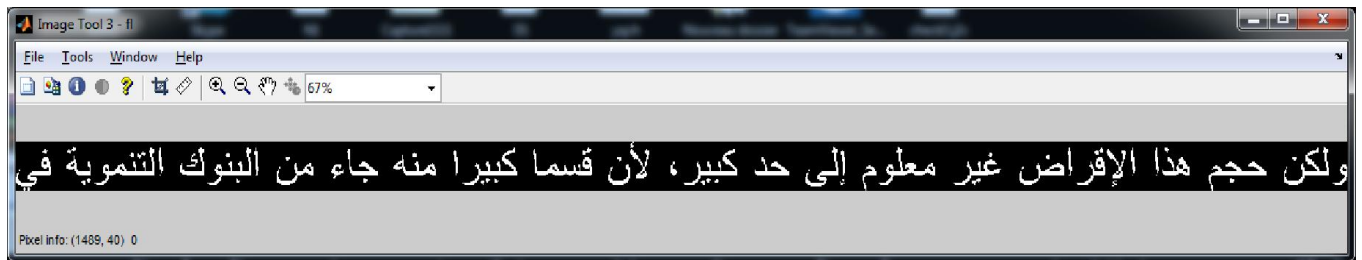 Image Tool 3 - fl
File Tools Window Help
67%
ولكن حجم هذا الإقراض غير معلوم إلى حد كبير، لأن قسما كبيرا منه جاء من البنوك التنموية في
Pixel info: (1489, 40) 0